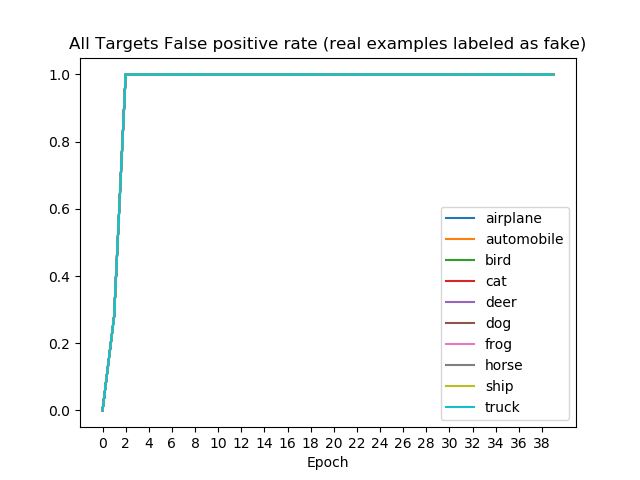 All Targets False positive rate (real examples labeled as fake)
1.0
0.8
0.6
0.4
0.2
0.0
airplane
automobile
bird
cat
deer
dog
frog
horse
ship
truck
0 2 4 6 8 10 12 14 16 18 20 22 24 26 28 30 32 34 36 38
Epoch